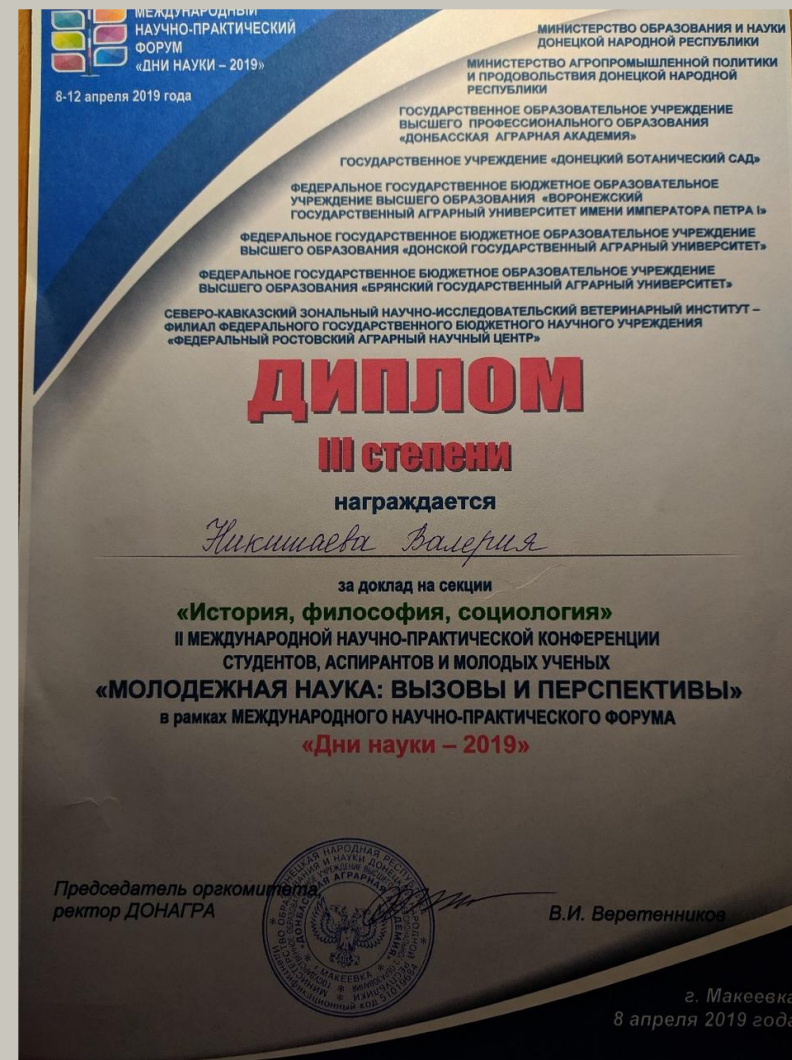 МЕЖДУНАРОДНЫЙ
НАУЧНО-ПРАКТИЧЕСКИЙ
ФОРУМ
«ДНИ НАУКИ – 2019»
8-12 апреля 2019 года
МИНИСТЕРСТВО ОБРАЗОВАНИЯ И НАУКИ
ДОНЕЦКОЙ НАРОДНОЙ РЕСПУБЛИКИ
МИНИСТЕРСТВО АГРОПРОМЫШЛЕННОЙ ПОЛИТИКИ
И ПРОДОВОЛЬСТВИЯ ДОНЕЦКОЙ НАРОДНОЙ
РЕСПУБЛИКИ
ГОСУДАРСТВЕННОЕ ОБРАЗОВАТЕЛЬНОЕ УЧРЕЖДЕНИЕ
ВЫСШЕГО ПРОФЕССИОНАЛЬНОГО ОБРАЗОВАНИЯ
«ДОНБАССКАЯ АГРАРНАЯ АКАДЕМИЯ»
ГОСУДАРСТВЕННОЕ УЧРЕЖДЕНИЕ «ДОНЕЦКИЙ БОТАНИЧЕСКИЙ САД»
ФЕДЕРАЛЬНОЕ ГОСУДАРСТВЕННОЕ БЮДЖЕТНОЕ ОБРАЗОВАТЕЛЬНОЕ
УЧРЕЖДЕНИЕ ВЫСШЕГО ОБРАЗОВАНИЯ «ВОРОНЕЖСКИЙ
ГОСУДАРСТВЕННЫЙ АГРАРНЫЙ УНИВЕРСИТЕТ ИМЕНИ ИМПЕРАТОРА ПЕТРА I»
ФЕДЕРАЛЬНОЕ ГОСУДАРСТВЕННОЕ БЮДЖЕТНОЕ ОБРАЗОВАТЕЛЬНОЕ УЧРЕЖДЕНИЕ
ВЫСШЕГО ОБРАЗОВАНИЯ «ДОНСКОЙ ГОСУДАРСТВЕННЫЙ АГРАРНЫЙ УНИВЕРСИТЕТ»
ФЕДЕРАЛЬНОЕ ГОСУДАРСТВЕННОЕ БЮДЖЕТНОЕ ОБРАЗОВАТЕЛЬНОЕ УЧРЕЖДЕНИЕ
ВЫСШЕГО ОБРАЗОВАНИЯ «БРЯНСКИЙ ГОСУДАРСТВЕННЫЙ АГРАРНЫЙ УНИВЕРСИТЕТ»
СЕВЕРО-КАВКАЗСКИЙ ЗОНАЛЬНЫЙ НАУЧНО-ИССЛЕДОВАТЕЛЬСКИЙ ВЕТЕРИНАРНЫЙ ИНСТИТУТ –
ФИЛИАЛ ФЕДЕРАЛЬНОГО ГОСУДАРСТВЕННОГО БЮДЖЕТНОГО НАУЧНОГО УЧРЕЖДЕНИЯ
«ФЕДЕРАЛЬНЫЙ РОСТОВСКИЙ АГРАРНЫЙ НАУЧНЫЙ ЦЕНТР»
ДИПЛОМ
III степени
награждается
Никишаева Валерия
за доклад на секции
«История, философия, социология»
II МЕЖДУНАРОДНОЙ НАУЧНО-ПРАКТИЧЕСКОЙ КОНФЕРЕНЦИИ
СТУДЕНТОВ, АСПИРАНТОВ И МОЛОДЫХ УЧЕНЫХ
«МОЛОДЕЖНАЯ НАУКА: ВЫЗОВЫ И ПЕРСПЕКТИВЫ»
в рамках МЕЖДУНАРОДНОГО НАУЧНО-ПРАКТИЧЕСКОГО ФОРУМА
«Дни науки – 2019»
Председатель оргкомитета,
ректор ДОНАГРА
В.И. Веретенников
г. Макеевка
8 апреля 2019 года